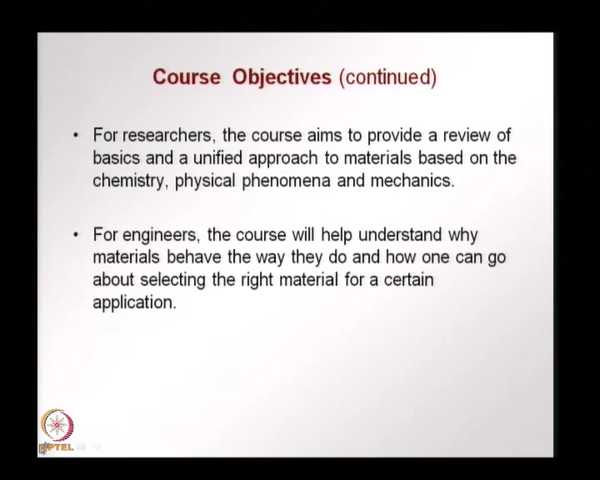 Course Objectives (continued)
• For researchers, the course aims to provide a review of
basics and a unified approach to materials based on the
chemistry, physical phenomena and mechanics.
• For engineers, the course will help understand why
materials behave the way they do and how one can go
about selecting the right material for a certain
application.
NPTEL